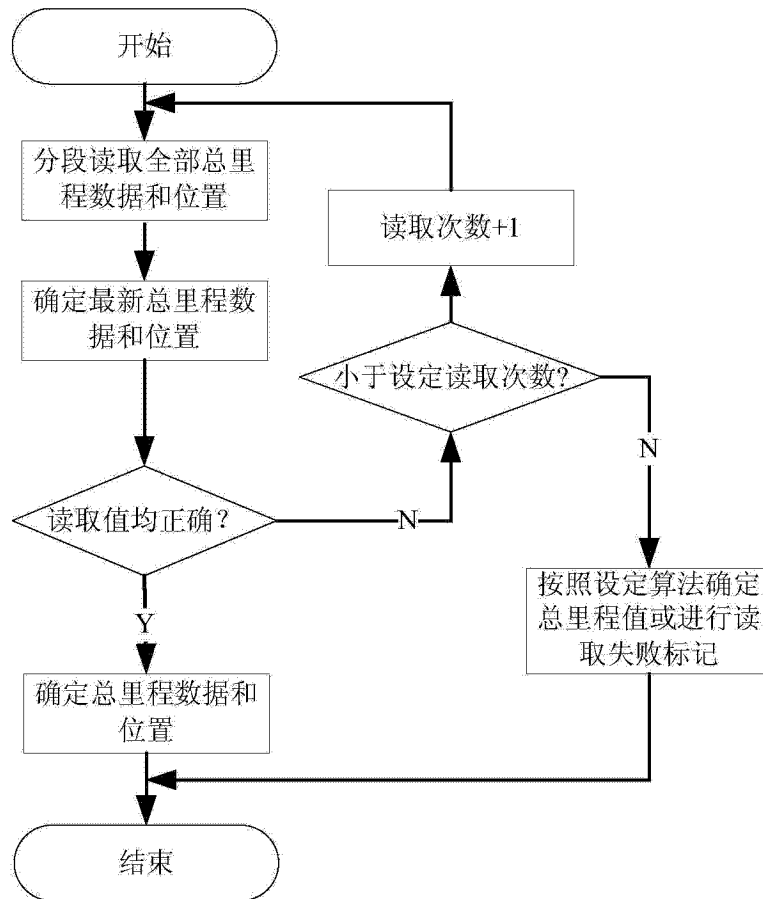 开始
分段读取全部总里
程数据和位置
读取次数+1
确定最新总里程数
据和位置
小于设定读取次数?
N
读取值均正确?
N
按照设定算法确定
总里程值或进行读
取失败标记
Y
确定总里程数据和
位置
结束